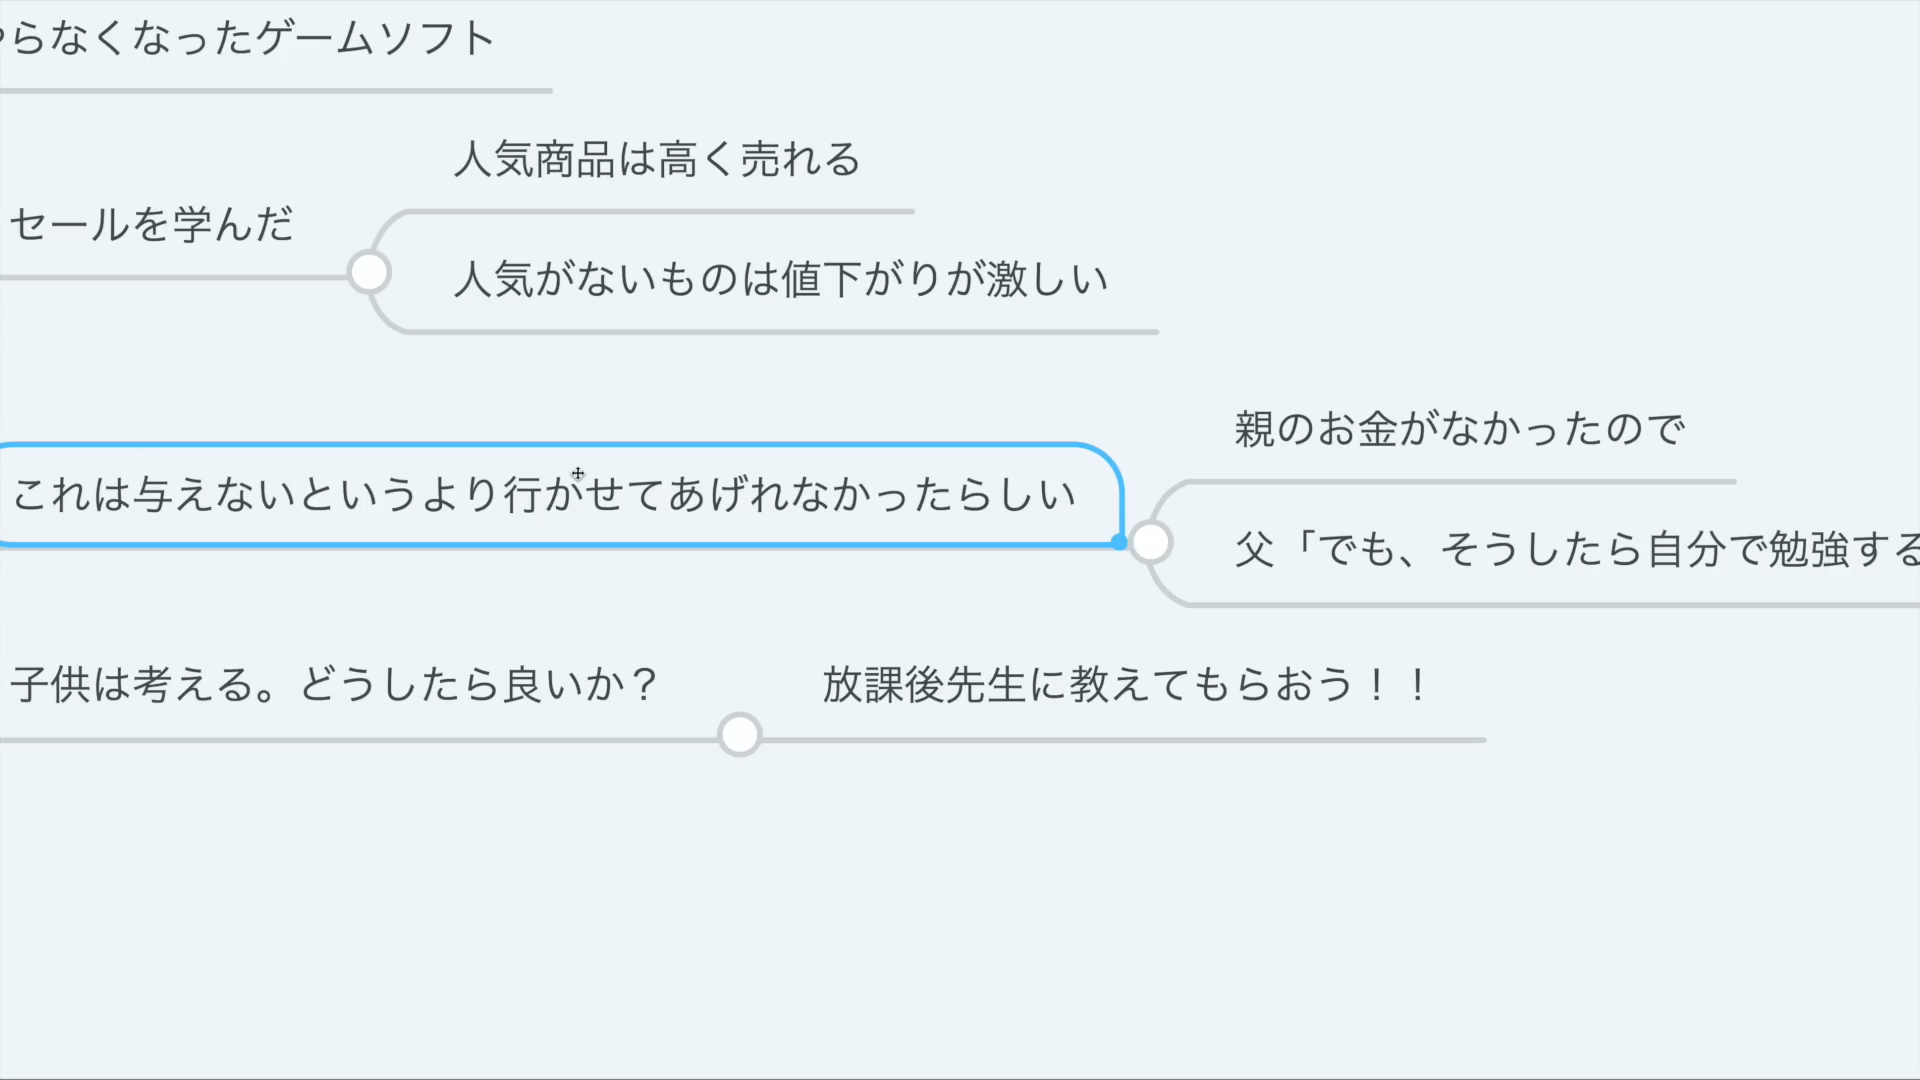 らなくなったゲームソフト
人気商品は高く売れる
セールを学んだ
人気がないものは値下がりが激しい
親のお金がなかったので
これは与えないというより行かせてあげれなかったらしい
父「でも、そうしたら自分で勉強する
子供は考える。どうしたら良いか？
放課後先生に教えてもらおう！！